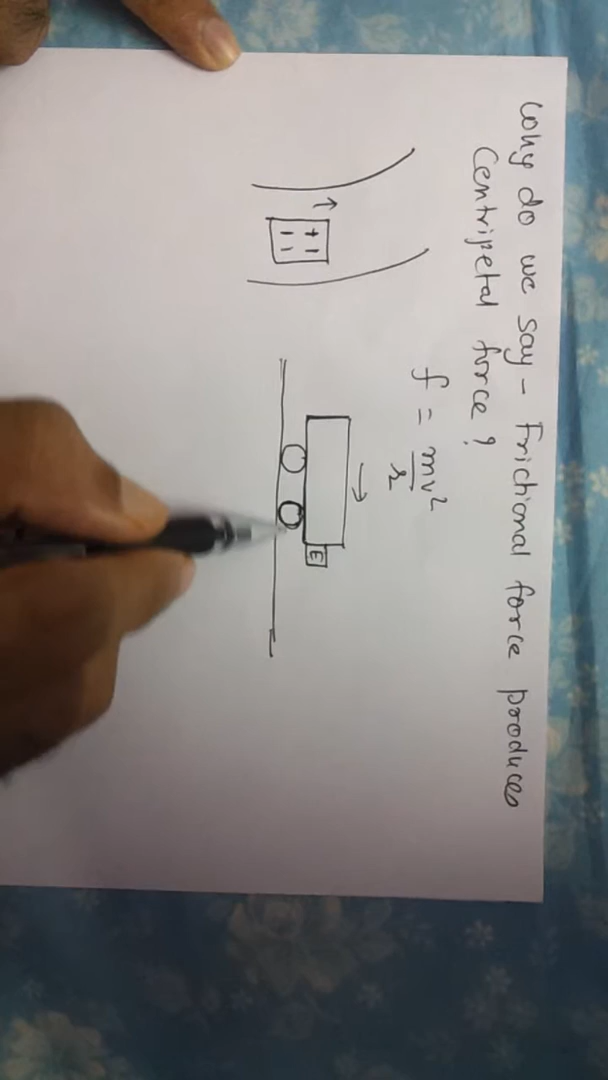 Why do we say - Frictional force produces
Centripetal force?
f = mv²/r
E